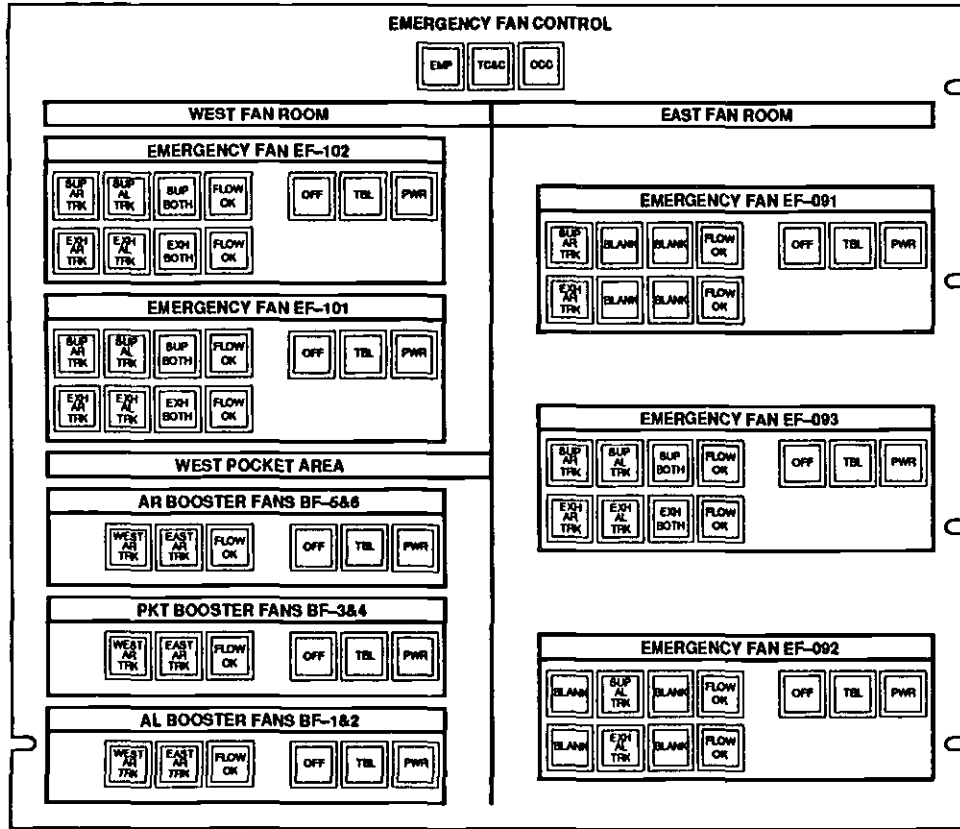 EMERGENCY FAN CONTROL
EMP TC&C OCC
WEST FAN ROOM
EMERGENCY FAN EF-102
SUP AR TRK
SUP AL TRK
SUP BOTH
FLOW OK
OFF
TBL
PWR
EXH AR TRK
EXH AL TRK
EXH BOTH
FLOW OK
EMERGENCY FAN EF-101
SUP AR TRK
SUP AL TRK
SUP BOTH
FLOW OK
OFF
TBL
PWR
EXH AR TRK
EXH AL TRK
EXH BOTH
FLOW OK
WEST POCKET AREA
AR BOOSTER FANS BF-5&6
WEST AR TRK
EAST AR TRK
FLOW OK
OFF
TBL
PWR
PKT BOOSTER FANS BF-3&4
WEST AR TRK
EAST AR TRK
FLOW OK
OFF
TBL
PWR
AL BOOSTER FANS BF-1&2
WEST AR TRK
EAST AR TRK
FLOW OK
OFF
TBL
PWR
EAST FAN ROOM
EMERGENCY FAN EF-091
SUP AR TRK
BLANK
BLANK
FLOW OK
OFF
TBL
PWR
EXH AR TRK
BLANK
BLANK
FLOW OK
EMERGENCY FAN EF-093
SUP AR TRK
SUP AL TRK
SUP BOTH
FLOW OK
OFF
TBL
PWR
EXH AR TRK
EXH AL TRK
EXH BOTH
FLOW OK
EMERGENCY FAN EF-092
BLANK
SUP AL TRK
BLANK
FLOW OK
OFF
TBL
PWR
BLANK
EXH AL TRK
BLANK
FLOW OK